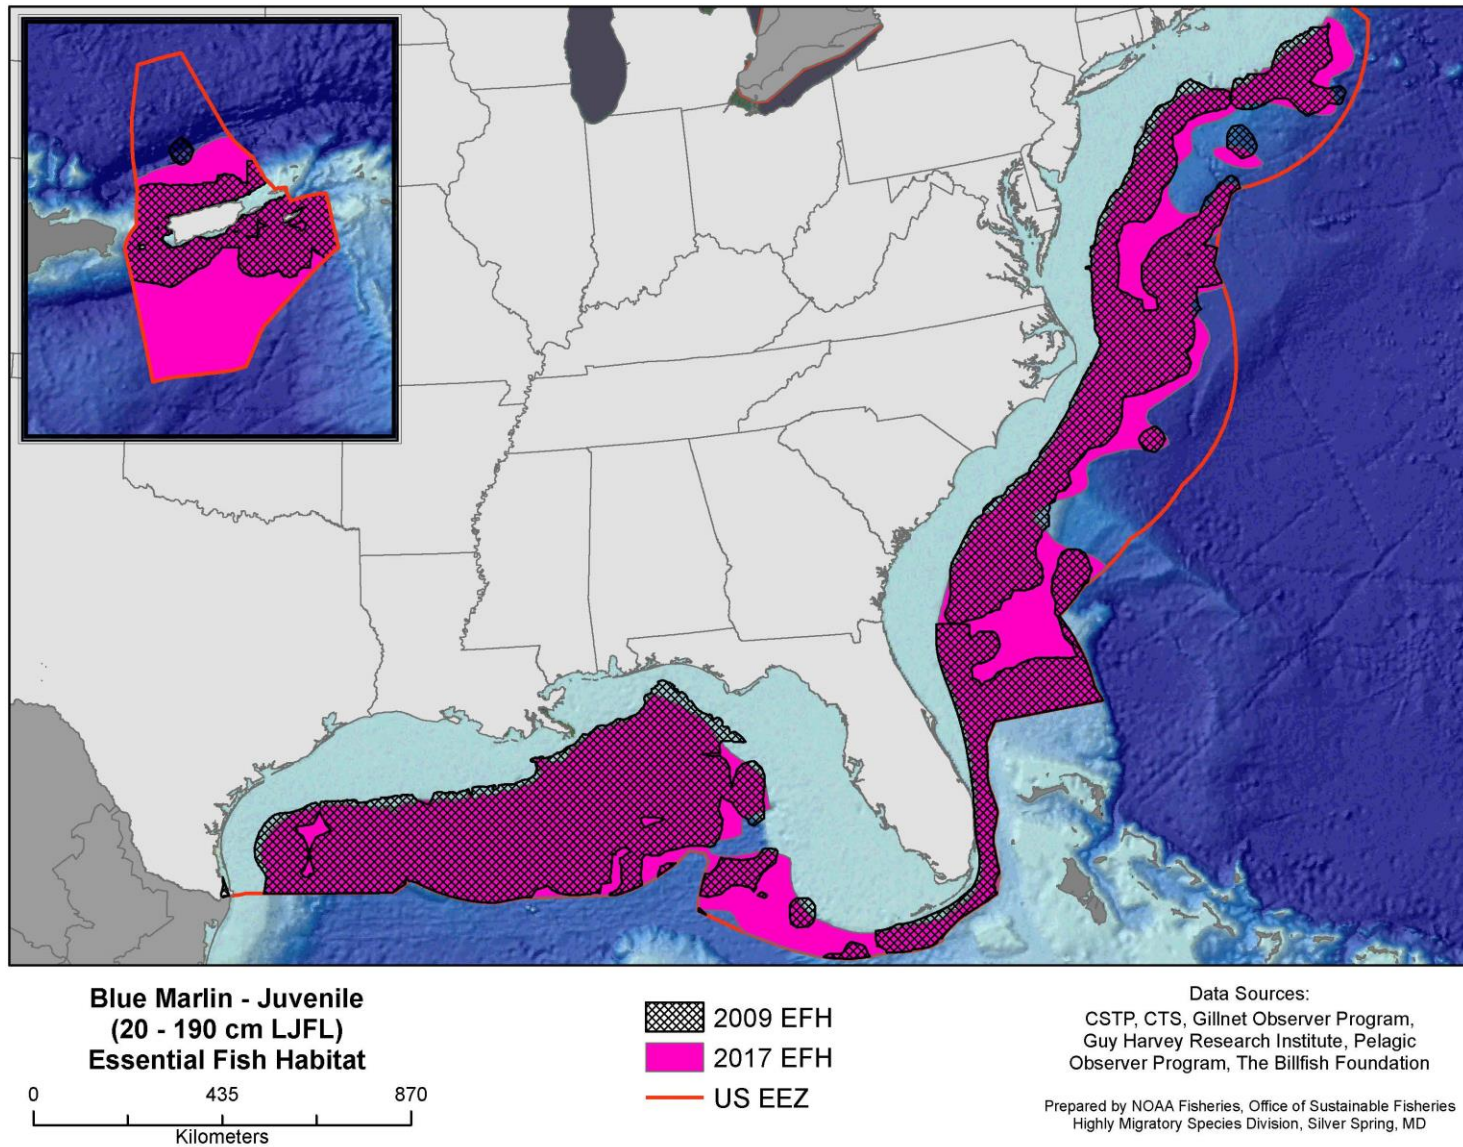 Blue Marlin - Juvenile
(20 - 190 cm LJFL)
Essential Fish Habitat
0 435 870
Kilometers
2009 EFH
2017 EFH
US EEZ
Data Sources:
CSTP, CTS, Gillnet Observer Program,
Guy Harvey Research Institute, Pelagic
Observer Program, The Billfish Foundation
Prepared by NOAA Fisheries, Office of Sustainable Fisheries
Highly Migratory Species Division, Silver Spring, MD